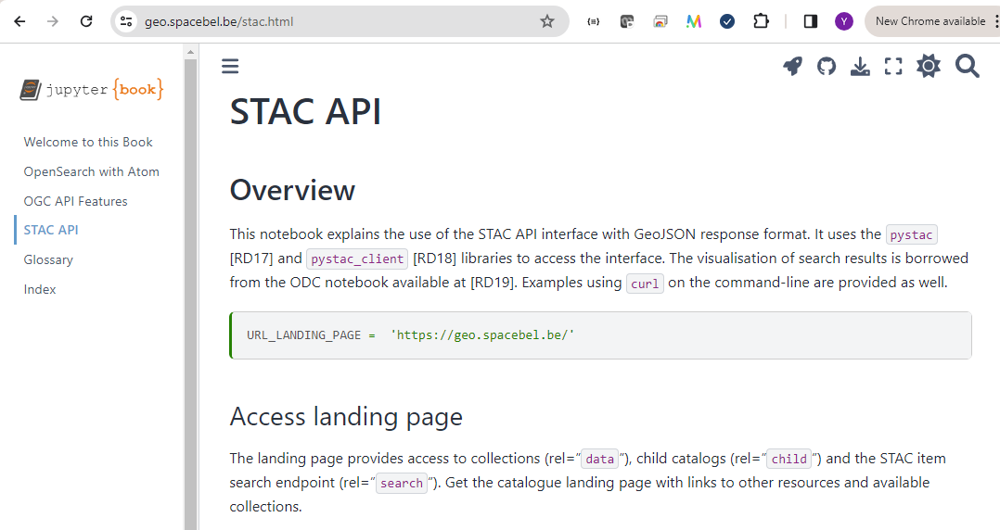 geo.spacebel.be/stac.html
New Chrome available
jupyter {book}
Welcome to this Book
OpenSearch with Atom
OGC API Features
STAC API
Glossary
Index
STAC API
Overview
This notebook explains the use of the STAC API interface with GeoJSON response format. It uses the pystac
[RD17] and pystac_client [RD18] libraries to access the interface. The visualisation of search results is borrowed
from the ODC notebook available at [RD19]. Examples using curl on the command-line are provided as well.
URL_LANDING_PAGE = 'https://geo.spacebel.be/'
Access landing page
The landing page provides access to collections (rel=”data”), child catalogs (rel=”child”) and the STAC item
search endpoint (rel=”search”). Get the catalogue landing page with links to other resources and available
collections.